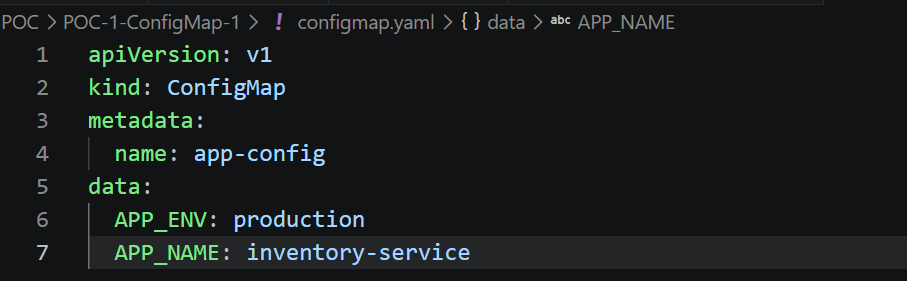 POC > POC-1-ConfigMap-1 > ! configmap.yaml > {} data > abc APP_NAME
1 apiVersion: v1
2 kind: ConfigMap
3 metadata:
4   name: app-config
5 data:
6   APP_ENV: production
7   APP_NAME: inventory-service